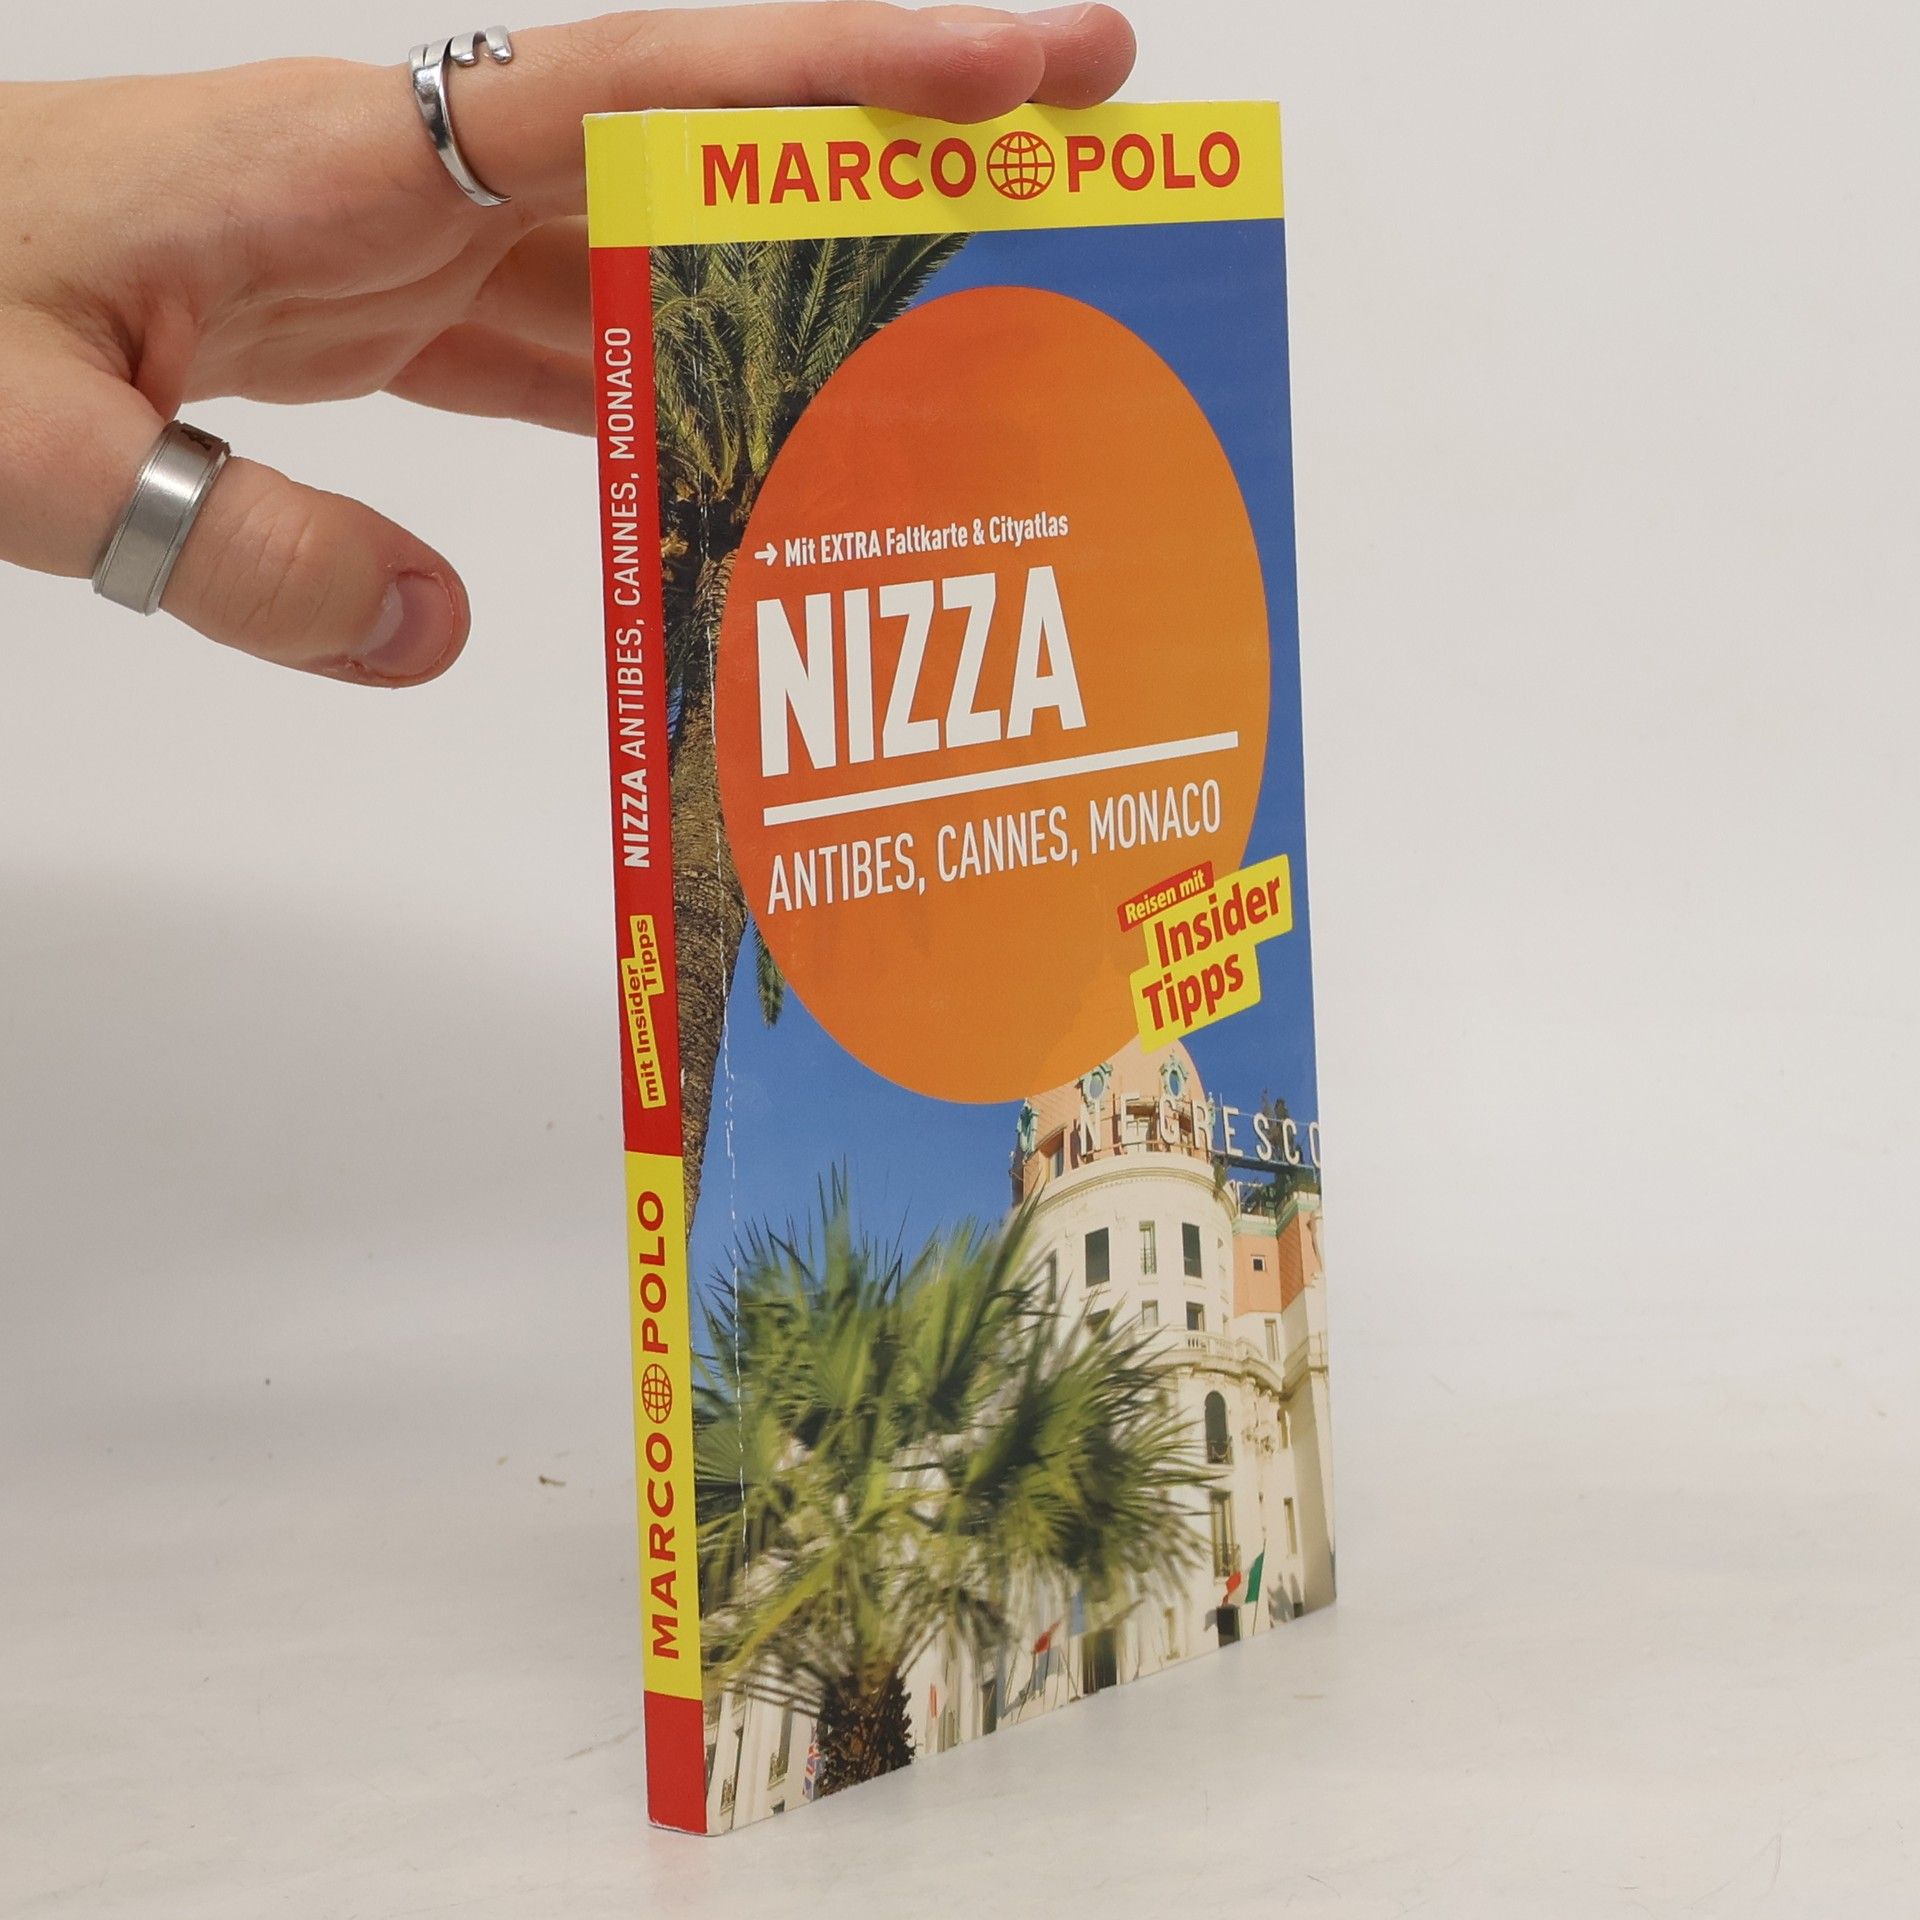 MARCO POLO
→ Mit EXTRA Faltkarte & Cityatlas
NIZZA
ANTIBES, CANNES, MONACO
Reisen mit
Insider
Tipps
NEGRESCO
NIZZA ANTIBES, CANNES, MONACO
mit Insider
Tipps
MARCO POLO